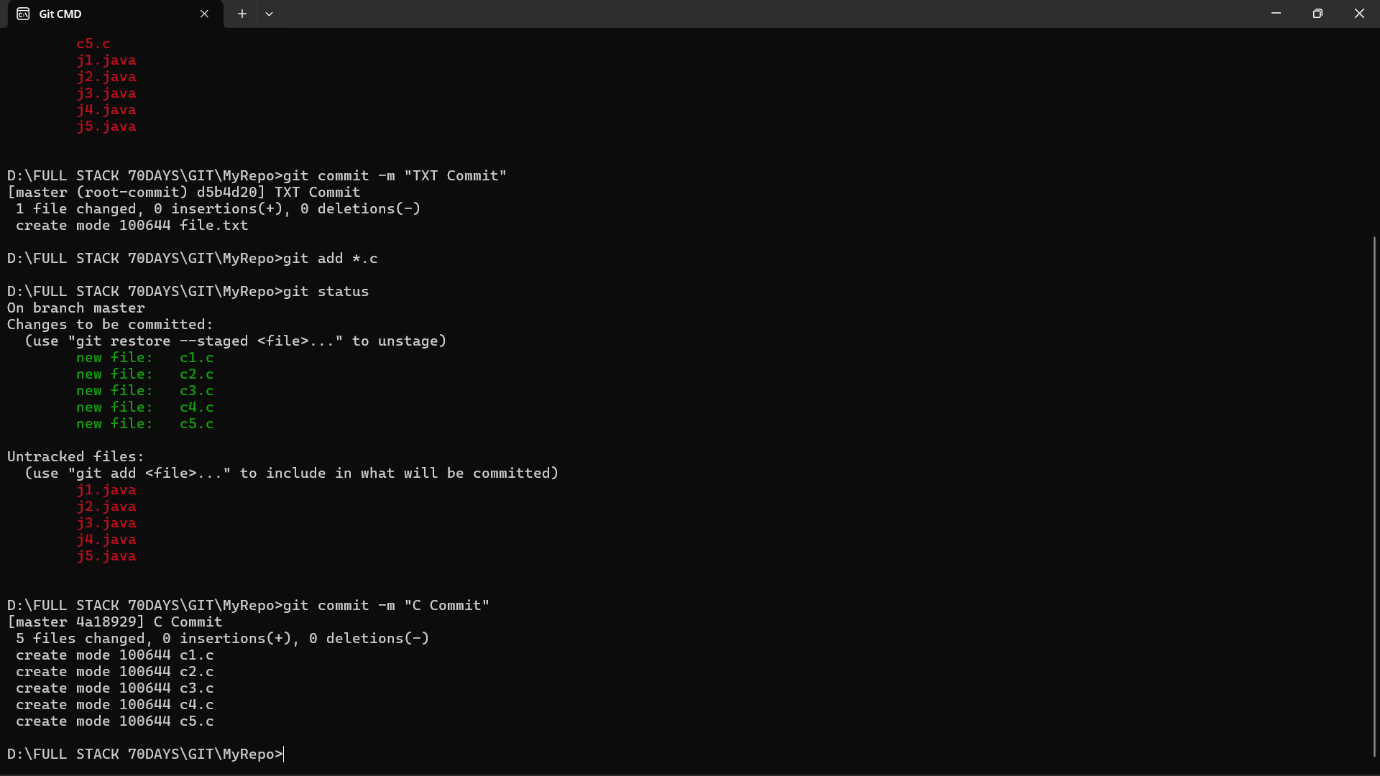 Git CMD
c5.c
j1.java
j2.java
j3.java
j4.java
j5.java
D:\FULL STACK 70DAYS\GIT\MyRepo>git commit -m "TXT Commit"
[master (root-commit) d5b4d20] TXT Commit
1 file changed, 0 insertions(+), 0 deletions(-)
create mode 100644 file.txt
D:\FULL STACK 70DAYS\GIT\MyRepo>git add *.c
D:\FULL STACK 70DAYS\GIT\MyRepo>git status
On branch master
Changes to be committed:
(use "git restore --staged <file>..." to unstage)
new file:   c1.c
new file:   c2.c
new file:   c3.c
new file:   c4.c
new file:   c5.c
Untracked files:
(use "git add <file>..." to include in what will be committed)
j1.java
j2.java
j3.java
j4.java
j5.java
D:\FULL STACK 70DAYS\GIT\MyRepo>git commit -m "C Commit"
[master 4a18929] C Commit
5 files changed, 0 insertions(+), 0 deletions(-)
create mode 100644 c1.c
create mode 100644 c2.c
create mode 100644 c3.c
create mode 100644 c4.c
create mode 100644 c5.c
D:\FULL STACK 70DAYS\GIT\MyRepo>